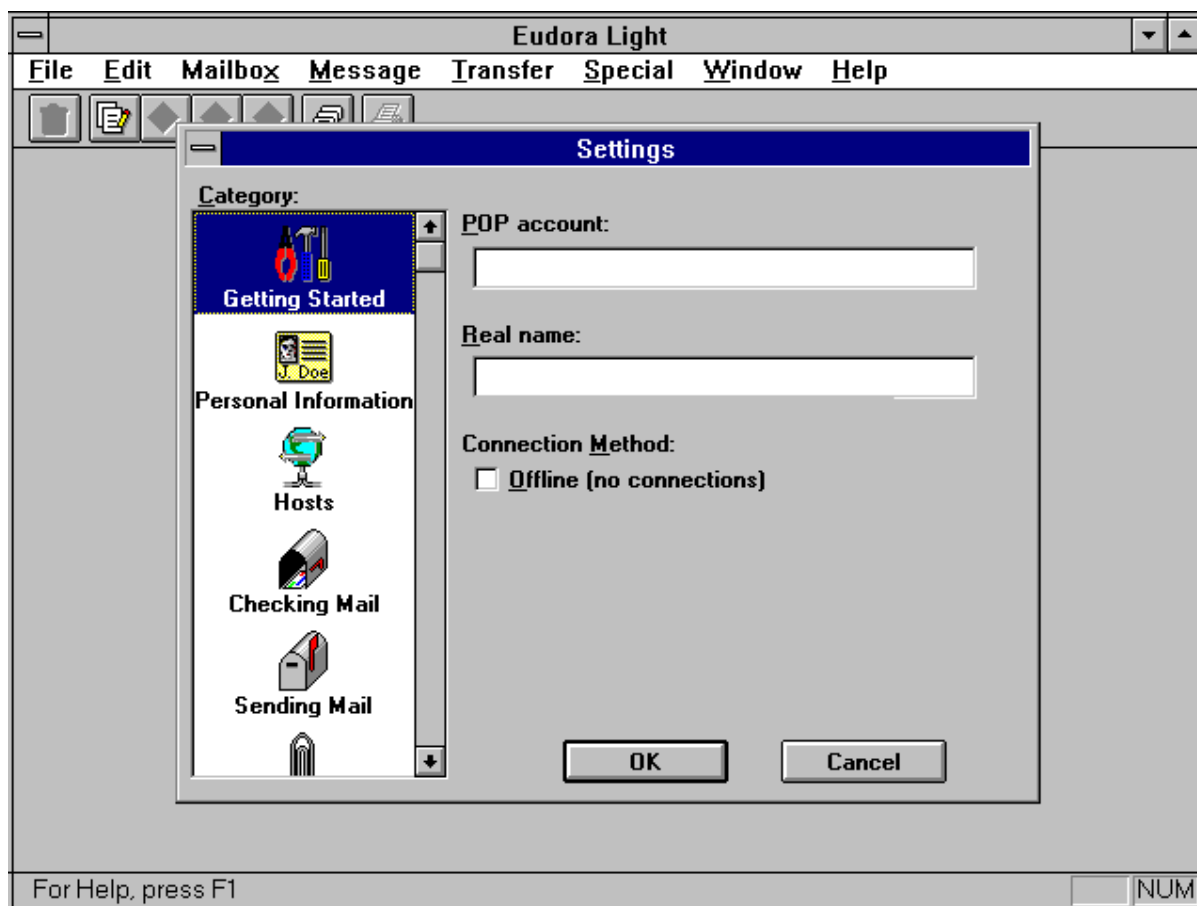 Eudora Light
File Edit Mailbox Message Transfer Special Window Help
Settings
Category:
Getting Started
J. Doe
Personal Information
Hosts
Checking Mail
Sending Mail
POP account:
Real name:
Connection Method:
Offline (no connections)
OK Cancel
For Help, press F1 NUM